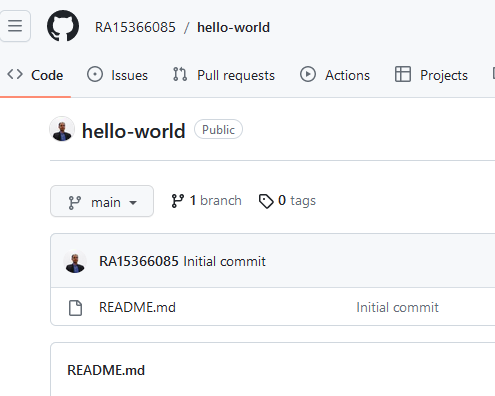 RA15366085 / hello-world
Code Issues Pull requests Actions Projects
hello-world Public
main 1 branch 0 tags
RA15366085 Initial commit
README.md Initial commit
README.md